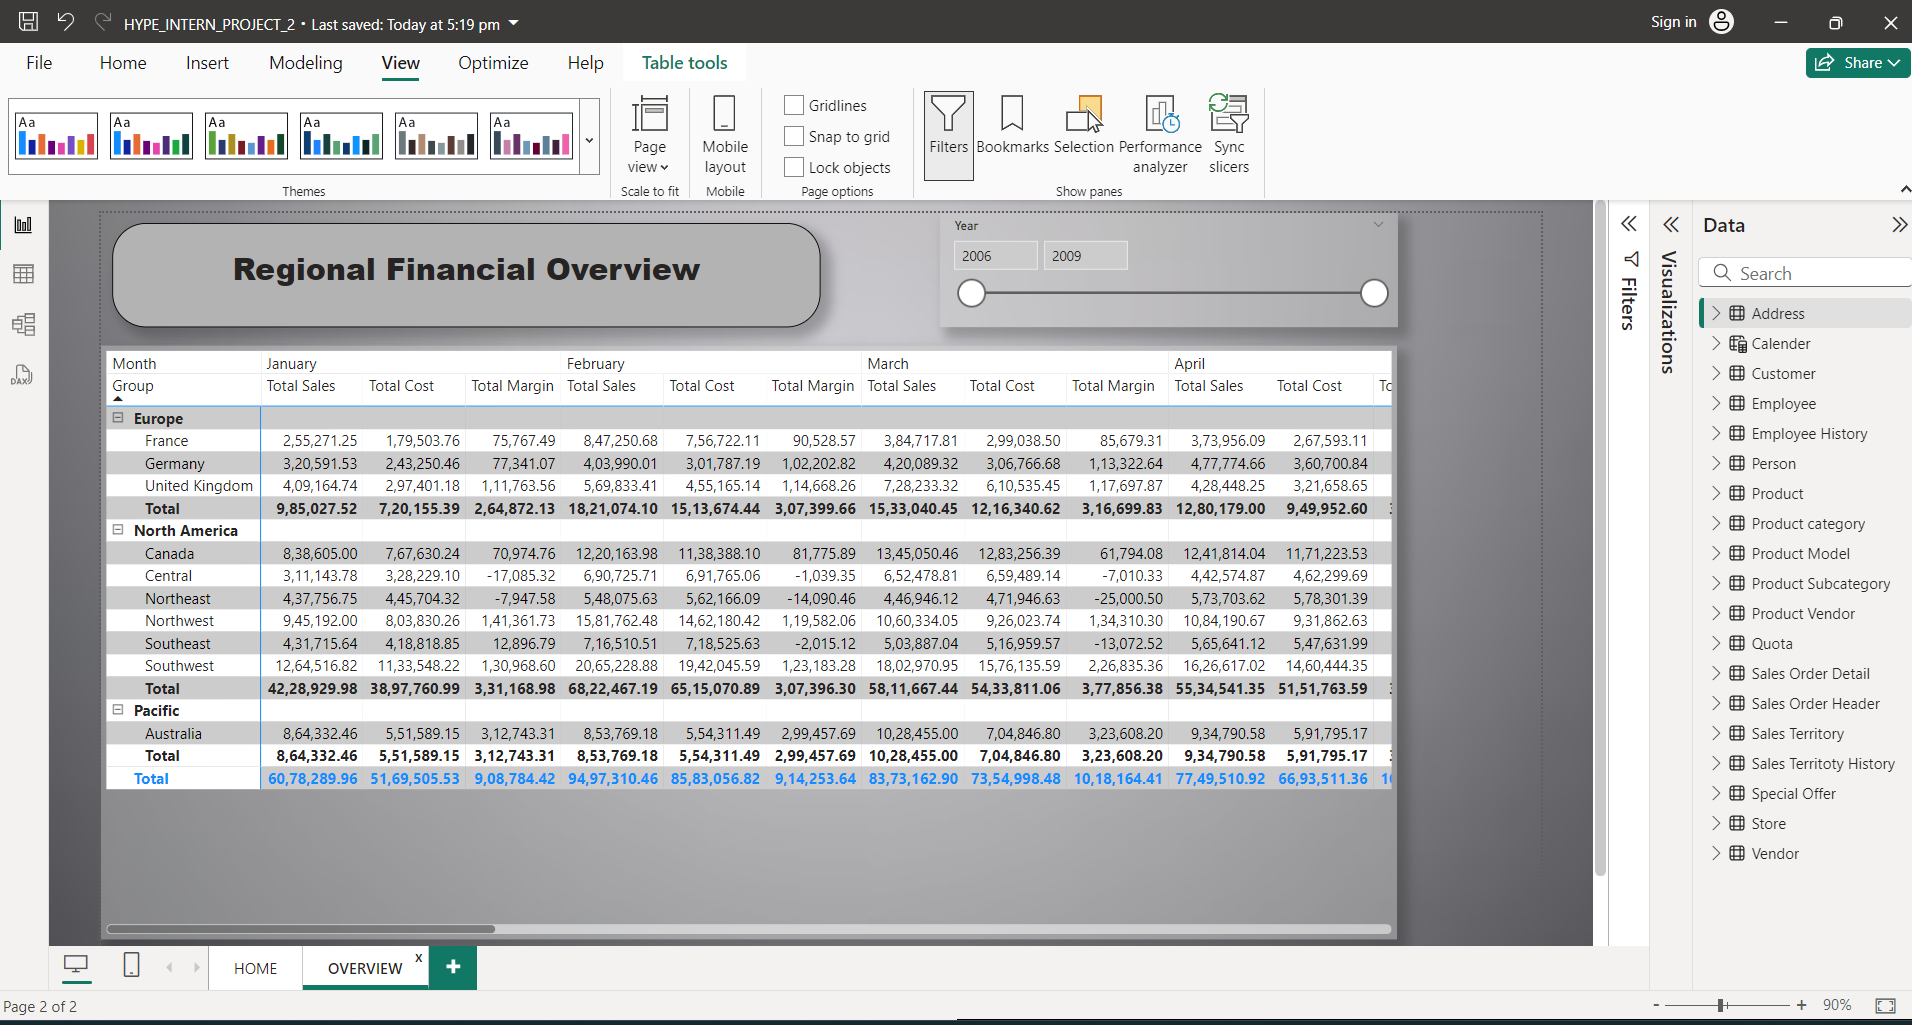 HYPE_INTERN_PROJECT_2 • Last saved: Today at 5:19 pm
Sign in
File Home Insert Modeling View Optimize Help Table tools
Share
Aa Aa Aa Aa Aa Aa
Page view
Mobile layout
Gridlines
Snap to grid
Lock objects
Filters Bookmarks Selection Performance analyzer Sync slicers
Themes Scale to fit Mobile Page options Show panes
Regional Financial Overview
Year
2006 2009
Month January February March April
Group Total Sales Total Cost Total Margin Total Sales Total Cost Total Margin Total Sales Total Cost Total Margin Total Sales Total Cost
Europe
France 2,55,271.25 1,79,503.76 75,767.49 8,47,250.68 7,56,722.11 90,528.57 3,84,717.81 2,99,038.50 85,679.31 3,73,956.09 2,67,593.11
Germany 3,20,591.53 2,43,250.46 77,341.07 4,03,990.01 3,01,787.19 1,02,202.82 4,20,089.32 3,06,766.68 1,13,322.64 4,77,774.66 3,60,700.84
United Kingdom 4,09,164.74 2,97,401.18 1,11,763.56 5,69,833.41 4,55,165.14 1,14,668.26 7,28,233.32 6,10,535.45 1,17,697.87 4,28,448.25 3,21,658.65
Total 9,85,027.52 7,20,155.39 2,64,872.13 18,21,074.10 15,13,674.44 3,07,399.66 15,33,040.45 12,16,340.62 3,16,699.83 12,80,179.00 9,49,952.60
North America
Canada 8,38,605.00 7,67,630.24 70,974.76 12,20,163.98 11,38,388.10 81,775.89 13,45,050.46 12,83,256.39 61,794.08 12,41,814.04 11,71,223.53
Central 3,11,143.78 3,28,229.10 -17,085.32 6,90,725.71 6,91,765.06 -1,039.35 6,52,478.81 6,59,489.14 -7,010.33 4,42,574.87 4,62,299.69
Northeast 4,37,756.75 4,45,704.32 -7,947.58 5,48,075.63 5,62,166.09 -14,090.46 4,46,946.12 4,71,946.63 -25,000.50 5,73,703.62 5,78,301.39
Northwest 9,45,192.00 8,03,830.26 1,41,361.73 15,81,762.48 14,62,180.42 1,19,582.06 10,60,334.05 9,26,023.74 1,34,310.30 10,84,190.67 9,31,862.63
Southeast 4,31,715.64 4,18,818.85 12,896.79 7,16,510.51 7,18,525.63 -2,015.12 5,03,887.04 5,16,959.57 -13,072.52 5,65,641.12 5,47,631.99
Southwest 12,64,516.82 11,33,548.22 1,30,968.60 20,65,228.88 19,42,045.59 1,23,183.28 18,02,970.95 15,76,135.59 2,26,835.36 16,26,617.02 14,60,444.35
Total 42,28,929.98 38,97,760.99 3,31,168.98 68,22,467.19 65,15,070.89 3,07,396.30 58,11,667.44 54,33,811.06 3,77,856.38 55,34,541.35 51,51,763.59
Pacific
Australia 8,64,332.46 5,51,589.15 3,12,743.31 8,53,769.18 5,54,311.49 2,99,457.69 10,28,455.00 7,04,846.80 3,23,608.20 9,34,790.58 5,91,795.17
Total 8,64,332.46 5,51,589.15 3,12,743.31 8,53,769.18 5,54,311.49 2,99,457.69 10,28,455.00 7,04,846.80 3,23,608.20 9,34,790.58 5,91,795.17
Total 60,78,289.96 51,69,505.53 9,08,784.42 94,97,310.46 85,83,056.82 9,14,253.64 83,73,162.90 73,54,998.48 10,18,164.41 77,49,510.92 66,93,511.36
Filters
Visualizations
Data
Search
Address
Calender
Customer
Employee
Employee History
Person
Product
Product category
Product Model
Product Subcategory
Product Vendor
Quota
Sales Order Detail
Sales Order Header
Sales Territory
Sales Territoty History
Special Offer
Store
Vendor
DAX
HOME OVERVIEW x +
Page 2 of 2
- + 90%